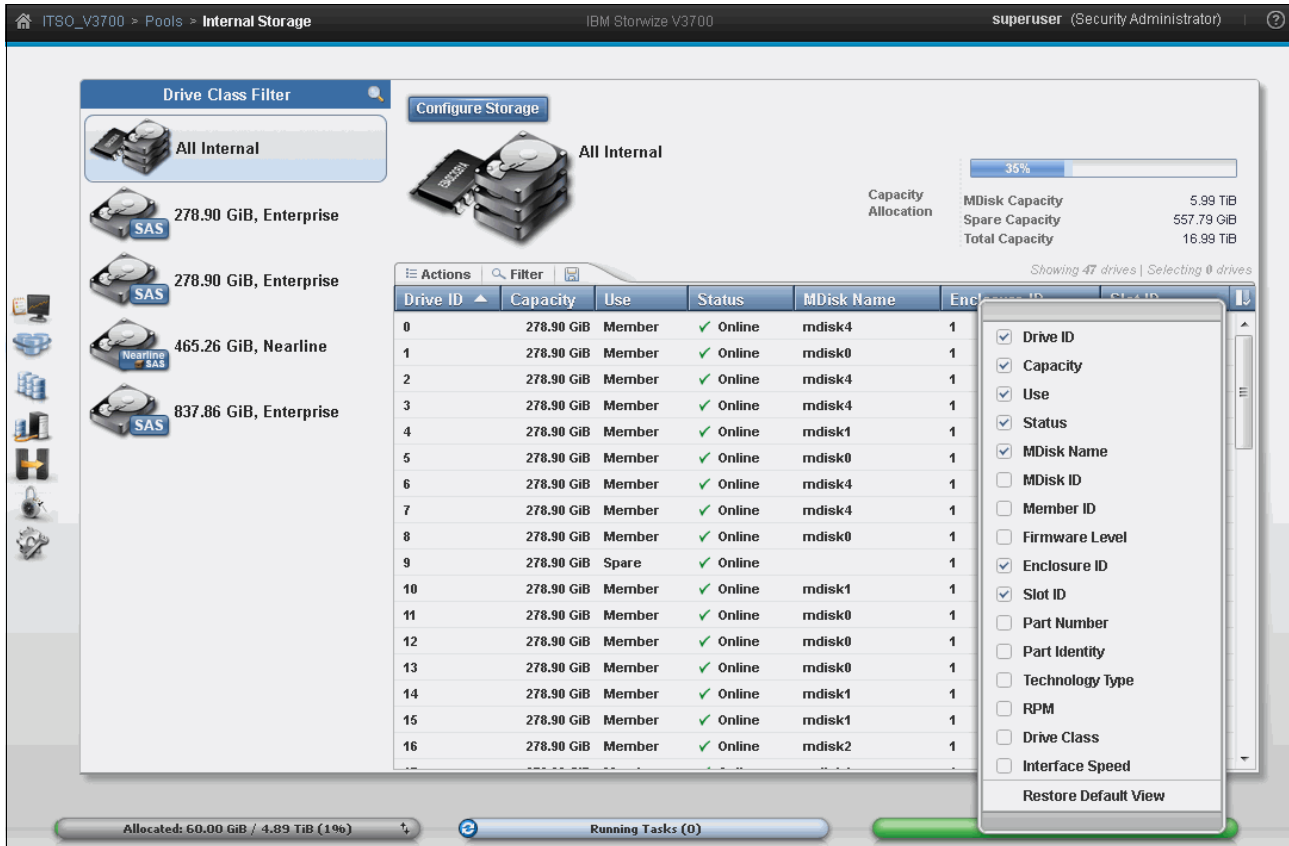 ITSO_V3700 > Pools > Internal Storage
IBM Storwize V3700
superuser (Security Administrator)
?
Drive Class Filter
All Internal
278.90 GiB, Enterprise
SAS
278.90 GiB, Enterprise
SAS
465.26 GiB, Nearline
Nearline
SAS
837.86 GiB, Enterprise
SAS
Configure Storage
All Internal
Capacity
Allocation
35%
MDisk Capacity 5.99 TiB
Spare Capacity 557.79 GiB
Total Capacity 16.99 TiB
Actions Filter
Showing 47 drives | Selecting 0 drives
Drive ID Capacity Use Status MDisk Name
0 278.90 GiB Member Online mdisk4 1
1 278.90 GiB Member Online mdisk0 1
2 278.90 GiB Member Online mdisk4 1
3 278.90 GiB Member Online mdisk4 1
4 278.90 GiB Member Online mdisk1 1
5 278.90 GiB Member Online mdisk0 1
6 278.90 GiB Member Online mdisk4 1
7 278.90 GiB Member Online mdisk4 1
8 278.90 GiB Member Online mdisk0 1
9 278.90 GiB Spare Online 1
10 278.90 GiB Member Online mdisk1 1
11 278.90 GiB Member Online mdisk0 1
12 278.90 GiB Member Online mdisk0 1
13 278.90 GiB Member Online mdisk0 1
14 278.90 GiB Member Online mdisk1 1
15 278.90 GiB Member Online mdisk1 1
16 278.90 GiB Member Online mdisk2 1
Drive ID
Capacity
Use
Status
MDisk Name
MDisk ID
Member ID
Firmware Level
Enclosure ID
Slot ID
Part Number
Part Identity
Technology Type
RPM
Drive Class
Interface Speed
Restore Default View
Allocated: 60.00 GiB / 4.89 TiB (1%)
Running Tasks (0)